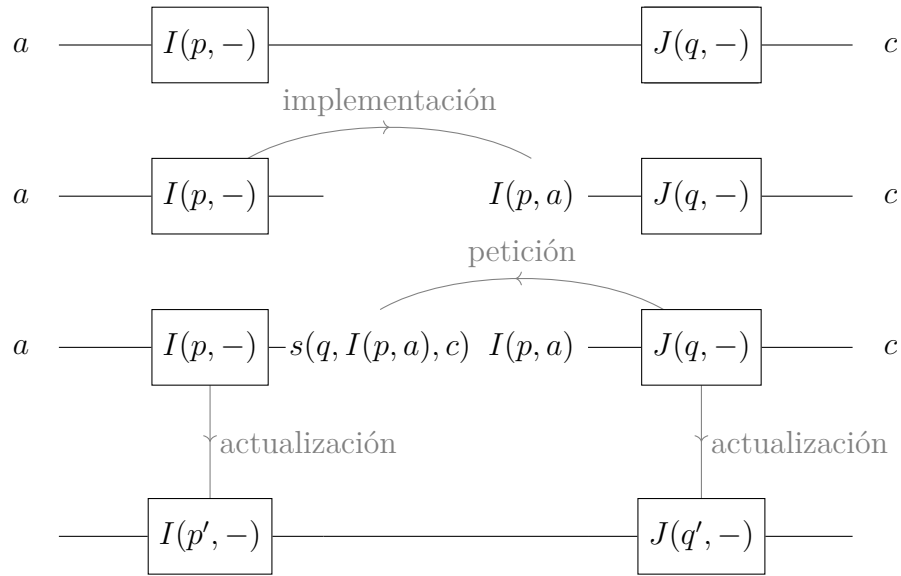 a I(p, −) J(q, −) c
implementación
a I(p, −) I(p, a) J(q, −) c
petición
a I(p, −) s(q, I(p, a), c) I(p, a) J(q, −) c
actualización actualización
I(p′, −) J(q′, −)